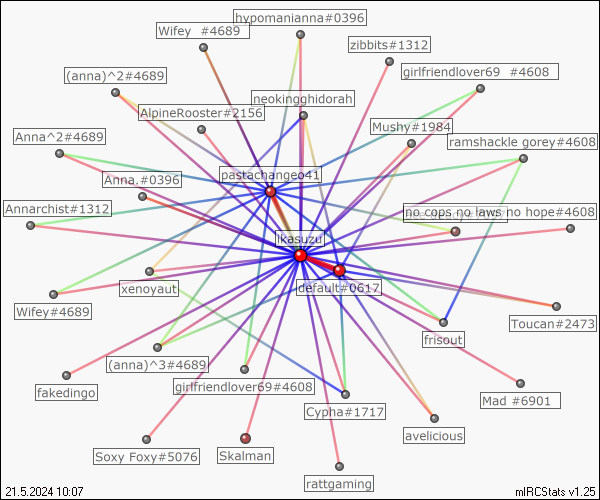 hypomanianna#0396
Wifey  #4689
zibbits#1312
(anna)^2#4689
girlfriendlover69  #4608
neokingghidorah
AlpineRooster#2156
Mushy#1984
Anna^2#4689
ramshackle gorey#4608
pastachangeo41
Anna.#0396
Annarchist#1312
no cops no laws no hope#4608
ikasuzu
xenoyaut
default#0617
Wifey#4689
Toucan#2473
frisout
(anna)^3#4689
girlfriendlover69#4608
fakedingo
Mad  #6901
Cypha#1717
avelicious
Soxy Foxy#5076
Skalman
rattgaming
21.5.2024 10:07
mIRCStats v1.25